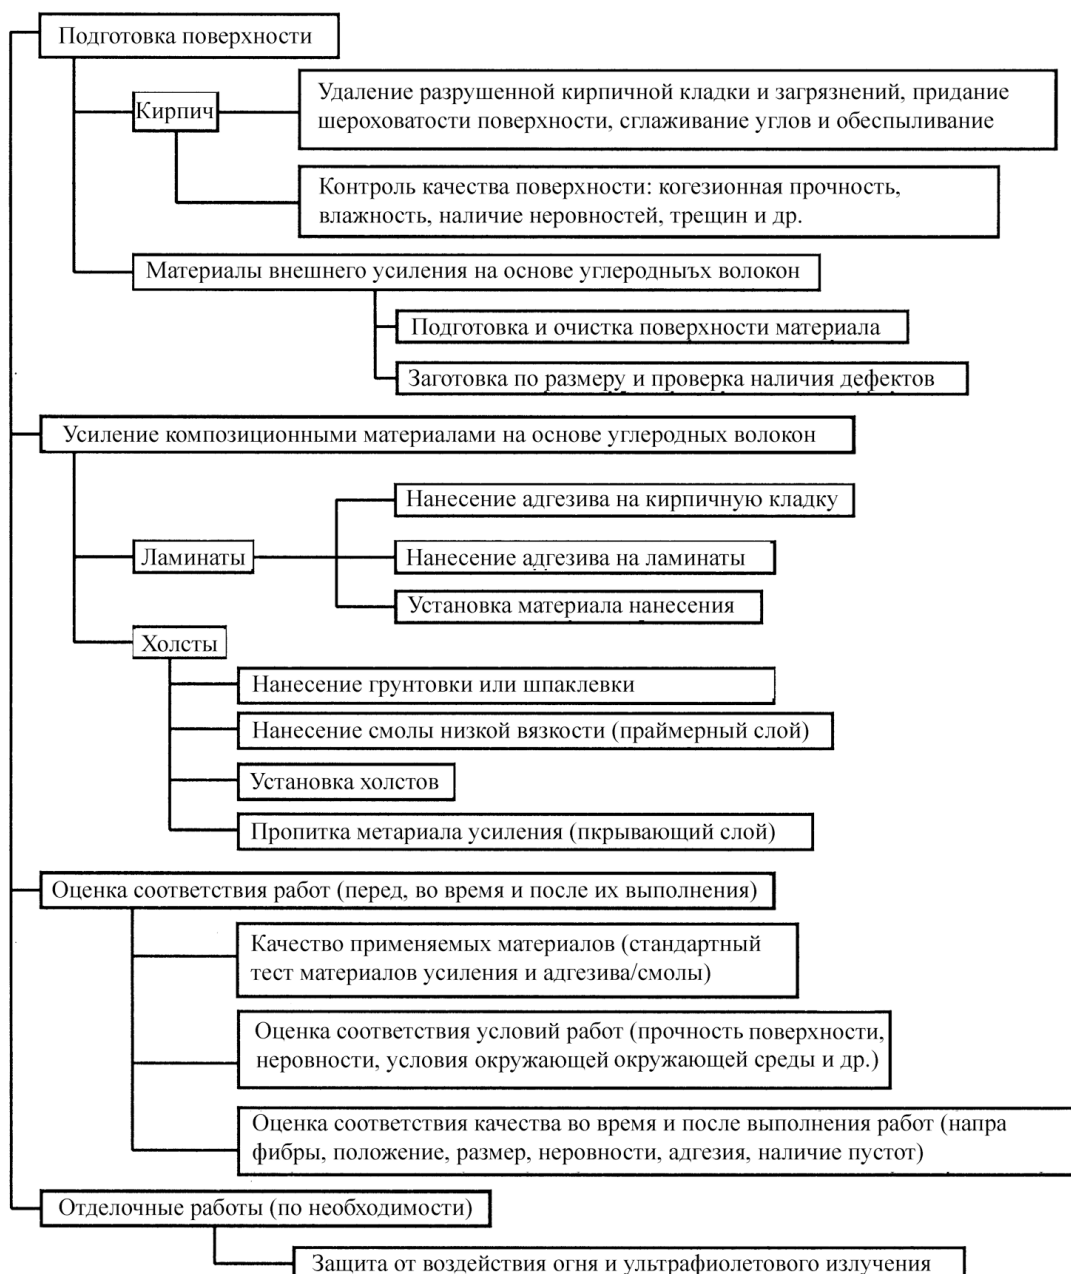 Подготовка поверхности
Кирпич
Удаление разрушенной кирпичной кладки и загрязнений, придание
шероховатости поверхности, сглаживание углов и обеспыливание
Контроль качества поверхности: когезионная прочность,
влажность, наличие неровностей, трещин и др.
Материалы внешнего усиления на основе углеродныъх волокон
Подготовка и очистка поверхности материала
Заготовка по размеру и проверка наличия дефектов
Усиление композиционными материалами на основе углеродных волокон
Нанесение адгезива на кирпичную кладку
Ламинаты
Нанесение адгезива на ламинаты
Установка материала нанесения
Холсты
Нанесение грунтовки или шпаклевки
Нанесение смолы низкой вязкости (праймерный слой)
Установка холстов
Пропитка метариала усиления (пкрывающий слой)
Оценка соответствия работ (перед, во время и после их выполнения)
Качество применяемых материалов (стандартный
тест материалов усиления и адгезива/смолы)
Оценка соответствия условий работ (прочность поверхности,
неровности, условия окружающей окружающей среды и др.)
Оценка соответствия качества во время и после выполнения работ (напра
фибры, положение, размер, неровности, адгезия, наличие пустот)
Отделочные работы (по необходимости)
Защита от воздействия огня и ультрафиолетового излучения